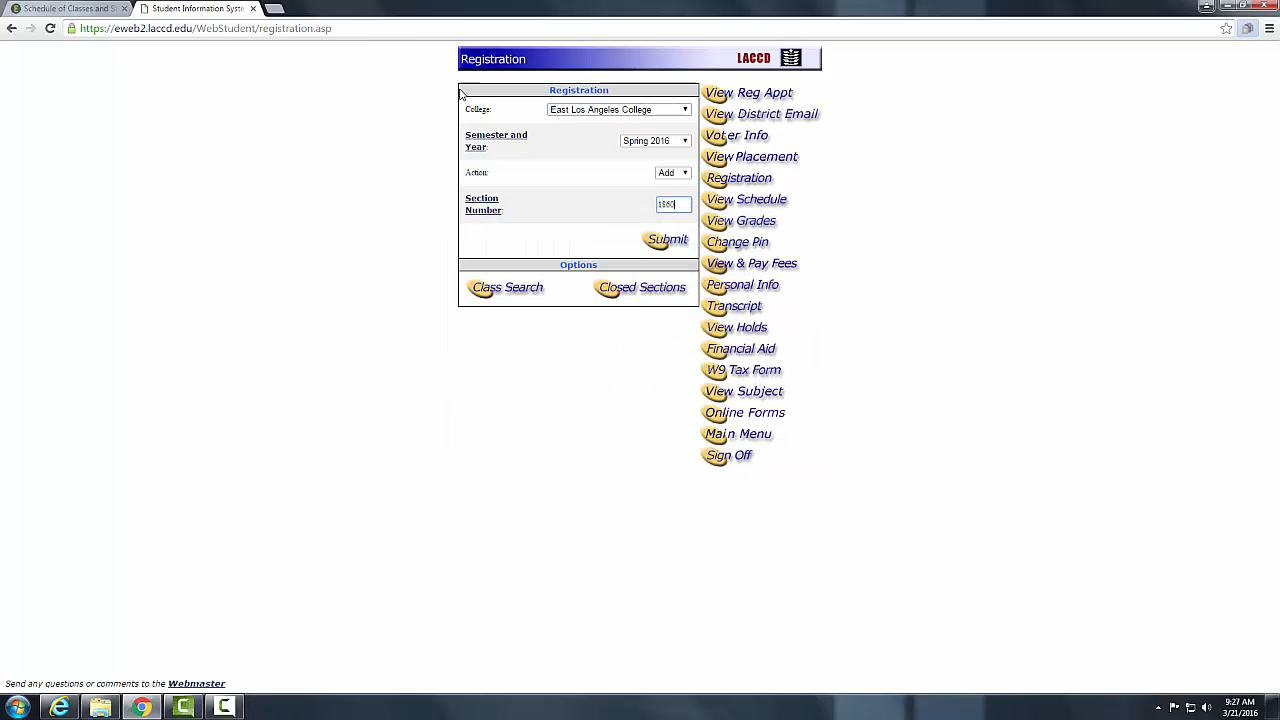 Schedule of Classes and S
Student Information Syste
https://eweb2.laccd.edu/WebStudent/registration.asp
Registration
LACCD
Registration
College:
East Los Angeles College
Semester and
Year:
Spring 2016
Action:
Add
Section
Number:
1860
Submit
Options
Class Search
Closed Sections
View Reg Appt
View District Email
Voter Info
View Placement
Registration
View Schedule
View Grades
Change Pin
View & Pay Fees
Personal Info
Transcript
View Holds
Financial Aid
W9 Tax Form
View Subject
Online Forms
Main Menu
Sign Off
Send any questions or comments to the Webmaster
9:27 AM
3/21/2016